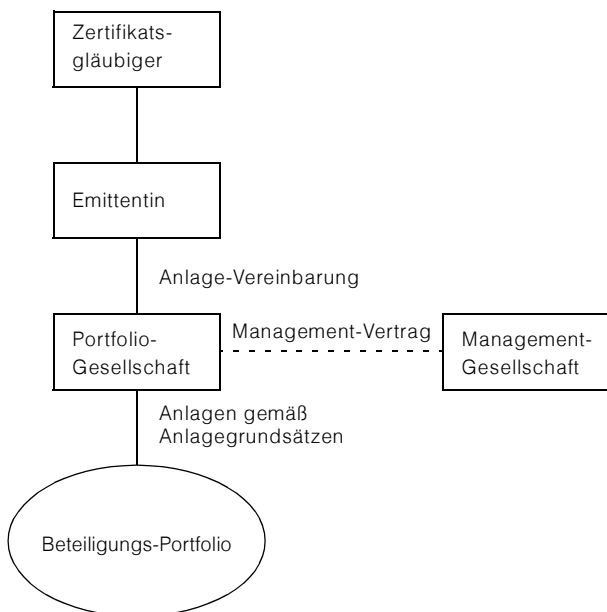 Zertifikats-
gläubiger
Emittentin
Anlage-Vereinbarung
Portfolio-
Gesellschaft
Management-Vertrag
Management-
Gesellschaft
Anlagen gemäß
Anlagegrundsätzen
Beteiligungs-Portfolio